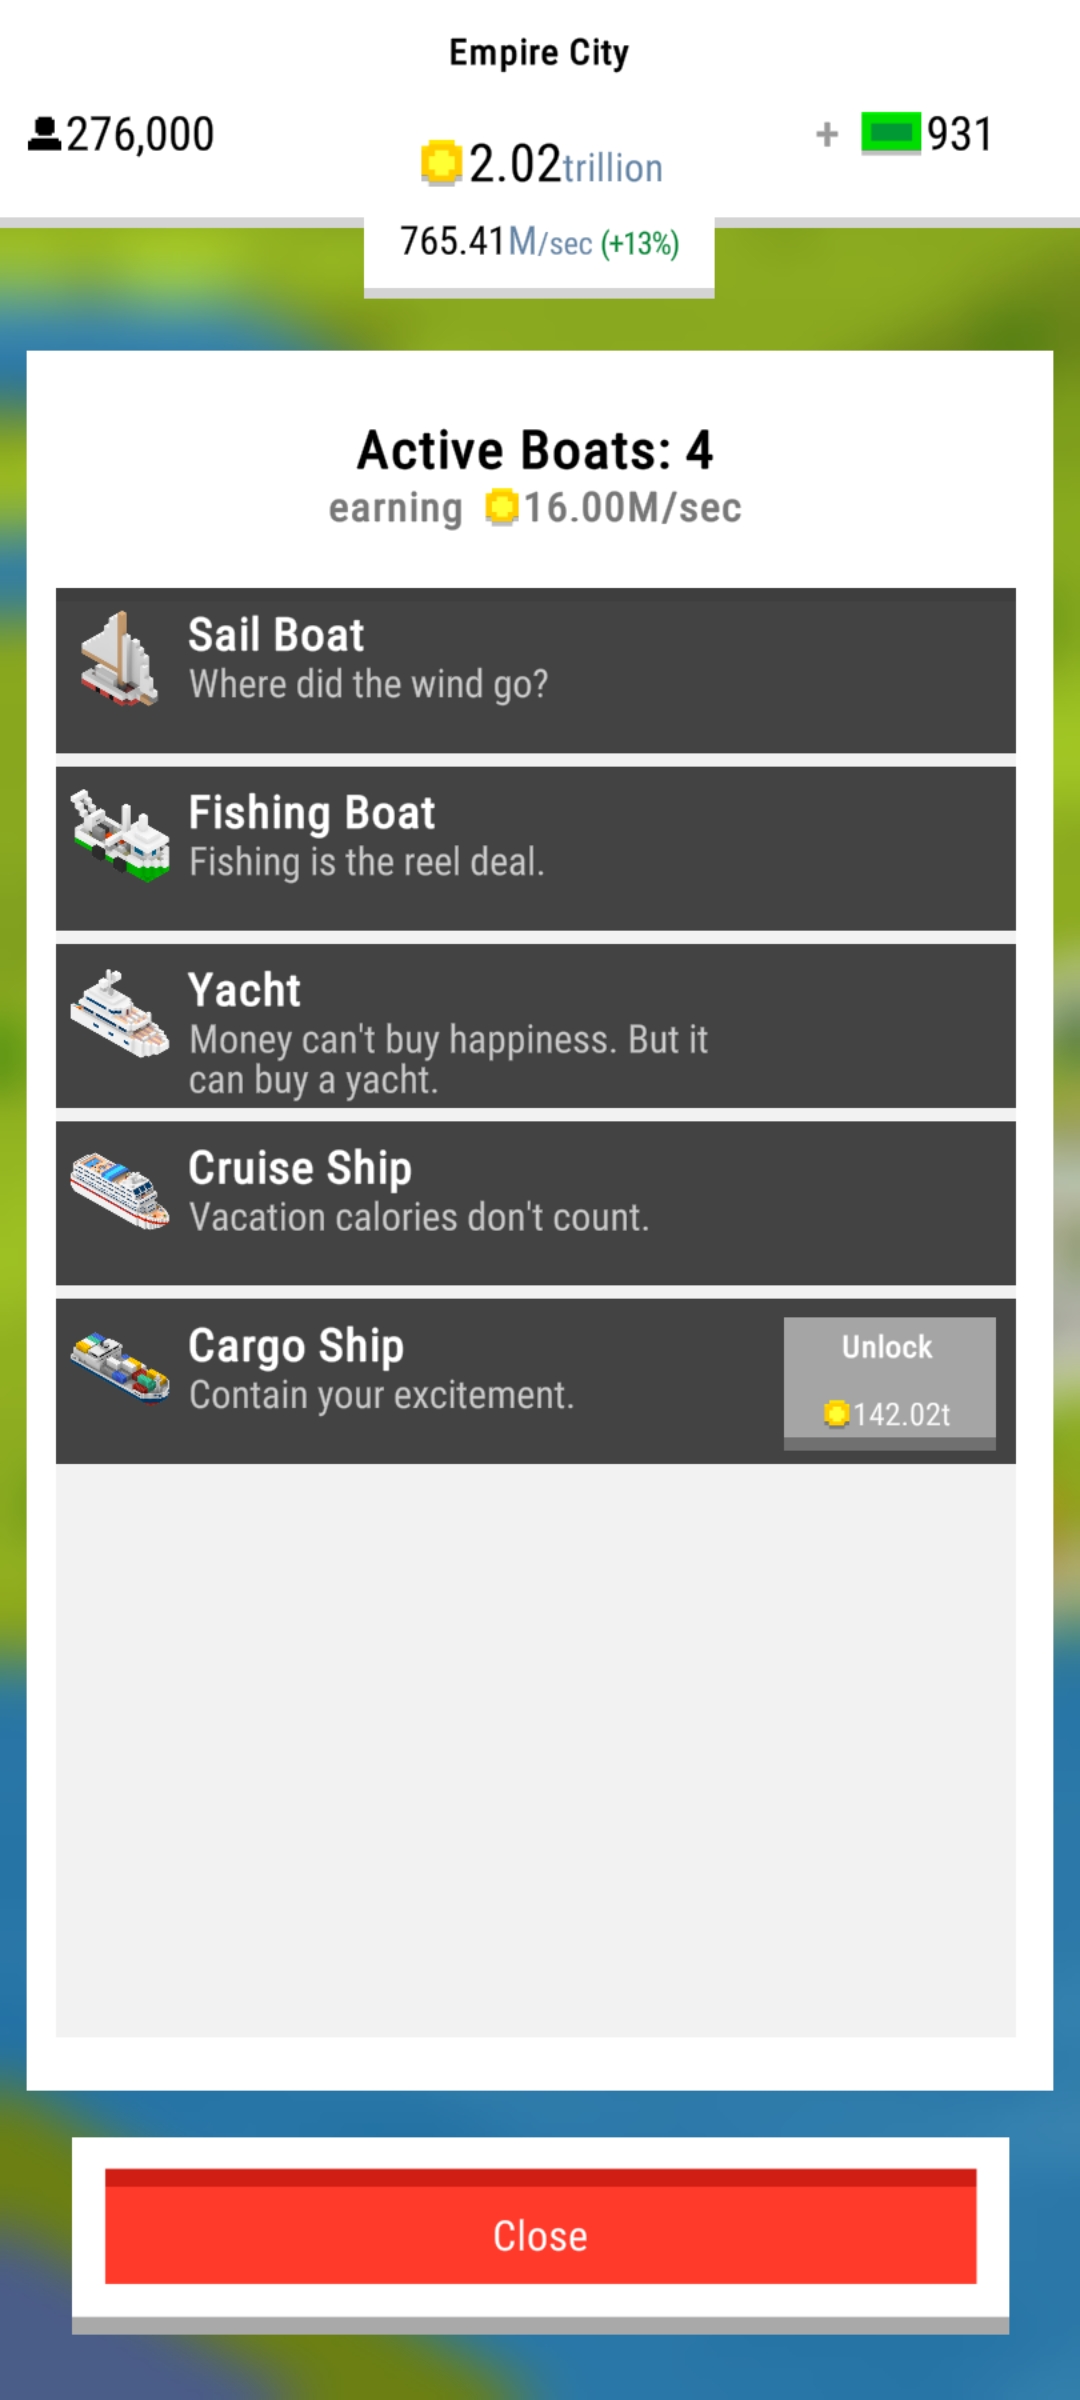 Empire City
276,000
2.02trillion
+ 931
765.41M/sec (+13%)
Active Boats: 4
earning 16.00M/sec
Sail Boat
Where did the wind go?
Fishing Boat
Fishing is the reel deal.
Yacht
Money can't buy happiness. But it
can buy a yacht.
Cruise Ship
Vacation calories don't count.
Cargo Ship
Contain your excitement.
Unlock
142.02t
Close